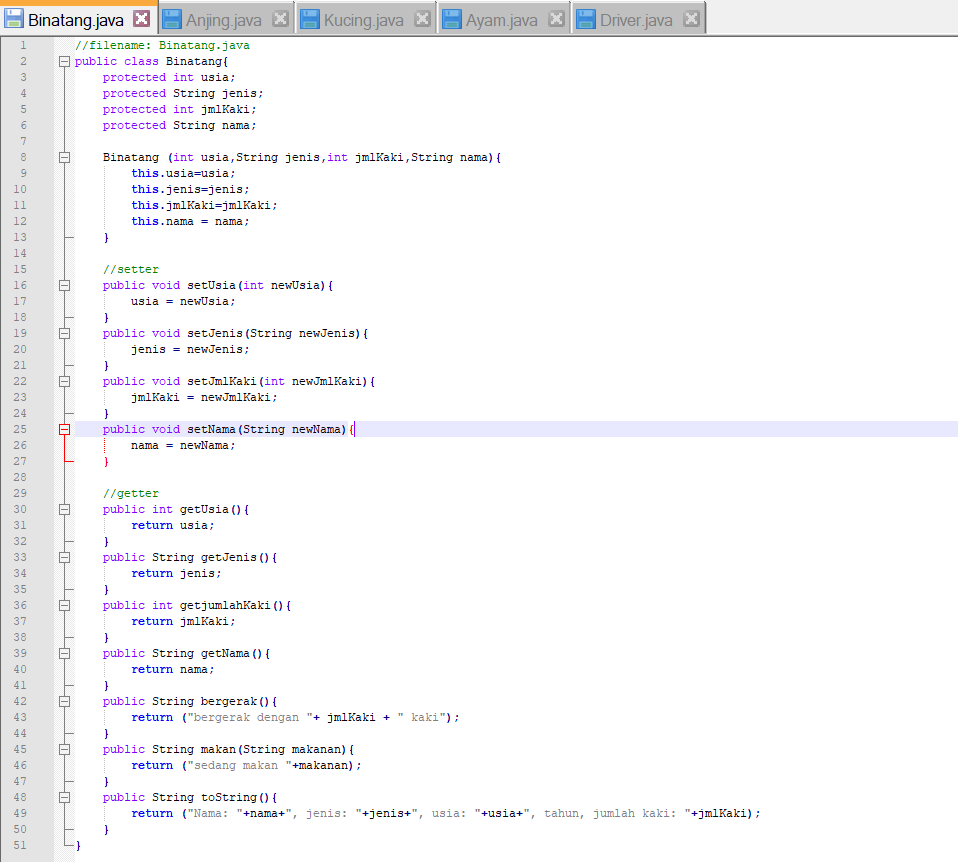 Binatang.java Anjing.java Kucing.java Ayam.java Driver.java
1 //filename: Binatang.java
2 public class Binatang{
3 protected int usia;
4 protected String jenis;
5 protected int jmlKaki;
6 protected String nama;
7
8 Binatang (int usia,String jenis,int jmlKaki,String nama){
9 this.usia=usia;
10 this.jenis=jenis;
11 this.jmlKaki=jmlKaki;
12 this.nama = nama;
13 }
14
15 //setter
16 public void setUsia(int newUsia){
17 usia = newUsia;
18 }
19 public void setJenis(String newJenis){
20 jenis = newJenis;
21 }
22 public void setJmlKaki(int newJmlKaki){
23 jmlKaki = newJmlKaki;
24 }
25 public void setNama(String newNama){
26 nama = newNama;
27 }
28
29 //getter
30 public int getUsia(){
31 return usia;
32 }
33 public String getJenis(){
34 return jenis;
35 }
36 public int getjumlahKaki(){
37 return jmlKaki;
38 }
39 public String getNama(){
40 return nama;
41 }
42 public String bergerak(){
43 return ("bergerak dengan "+ jmlKaki + " kaki");
44 }
45 public String makan(String makanan){
46 return ("sedang makan "+makanan);
47 }
48 public String toString(){
49 return ("Nama: "+nama+", jenis: "+jenis+", usia: "+usia+", tahun, jumlah kaki: "+jmlKaki);
50 }
51 }